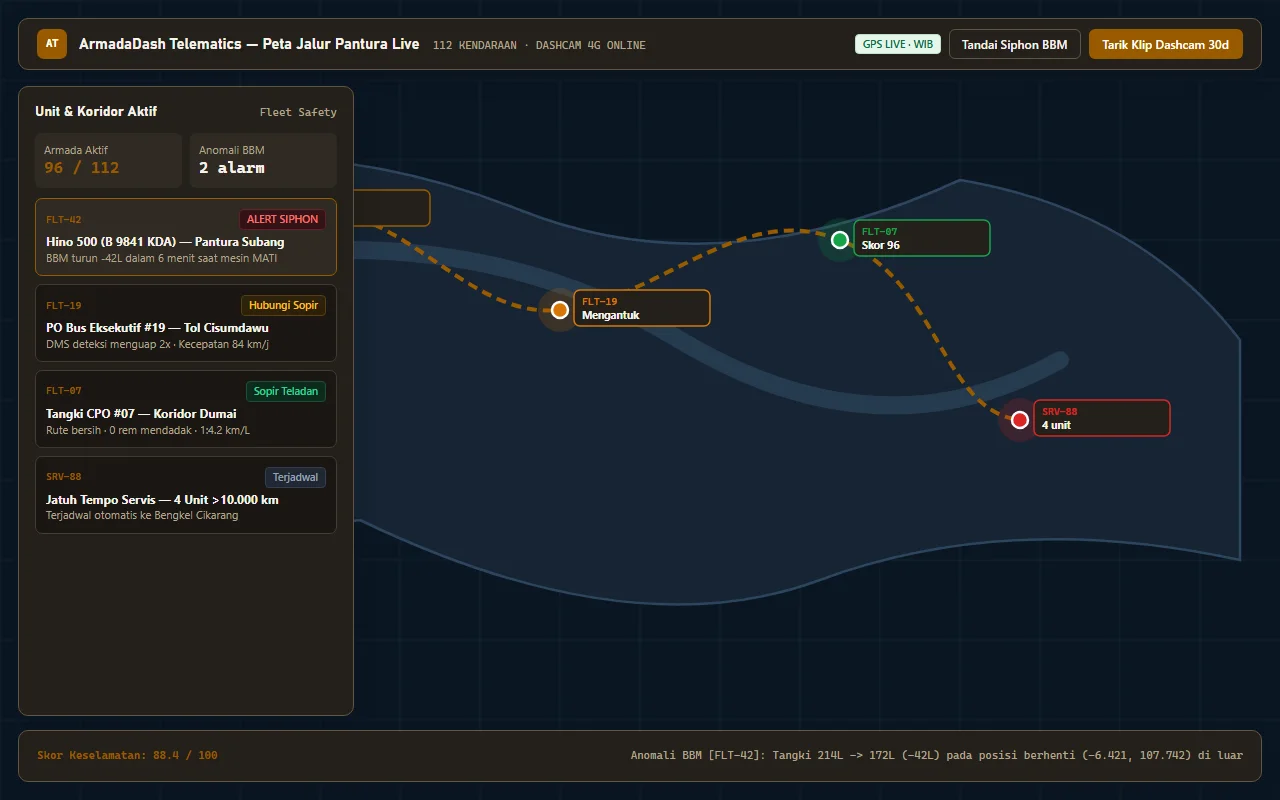 AT
ArmadaDash Telematics — Peta Jalur Pantura Live
112 KENDARAAN · DASHCAM 4G ONLINE
GPS LIVE · WIB
Tandai Siphon BBM
Tarik Klip Dashcam 30d
Unit & Koridor Aktif
Fleet Safety
Armada Aktif
96 / 112
Anomali BBM
2 alarm
FLT-42
ALERT SIPHON
Hino 500 (B 9841 KDA) — Pantura Subang
BBM turun -42L dalam 6 menit saat mesin MATI
FLT-19
Hubungi Sopir
PO Bus Eksekutif #19 — Tol Cisumdawu
DMS deteksi menguap 2x · Kecepatan 84 km/j
FLT-07
Sopir Teladan
Tangki CPO #07 — Koridor Dumai
Rute bersih · 0 rem mendadak · 1:4.2 km/L
SRV-88
Terjadwal
Jatuh Tempo Servis — 4 Unit >10.000 km
Terjadwal otomatis ke Bengkel Cikarang
FLT-07
Skor 96
FLT-19
Mengantuk
SRV-88
4 unit
Skor Keselamatan: 88.4 / 100
Anomali BBM [FLT-42]: Tangki 214L -> 172L (-42L) pada posisi berhenti (-6.421, 107.742) di luar